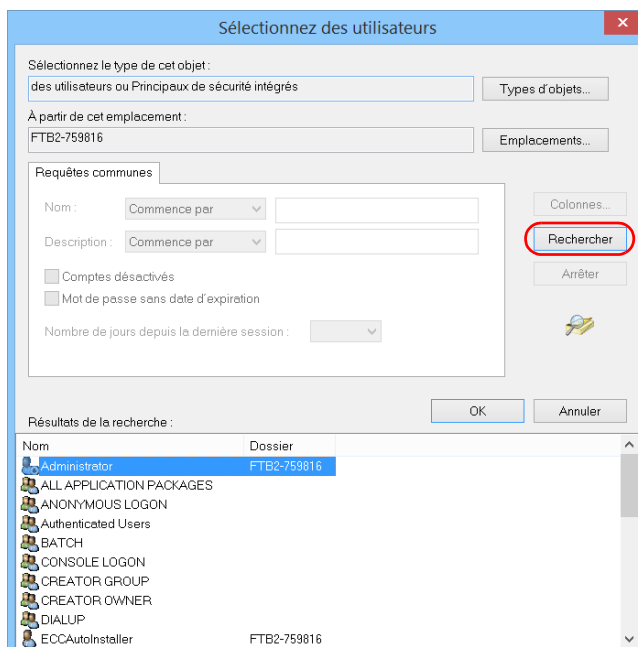 Sélectionnez des utilisateurs
Sélectionnez le type de cet objet :
des utilisateurs ou Principaux de sécurité intégrés
Types d'objets...
À partir de cet emplacement :
FTB2-759816
Emplacements...
Requêtes communes
Nom :
Commence par
Colonnes...
Description :
Commence par
Rechercher
Comptes désactivés
Arrêter
Mot de passe sans date d'expiration
Nombre de jours depuis la dernière session :
OK
Annuler
Résultats de la recherche :
Nom Dossier
Administrator FTB2-759816
ALL APPLICATION PACKAGES
ANONYMOUS LOGON
Authenticated Users
BATCH
CONSOLE LOGON
CREATOR GROUP
CREATOR OWNER
DIALUP
ECCAutoInstaller FTB2-759816